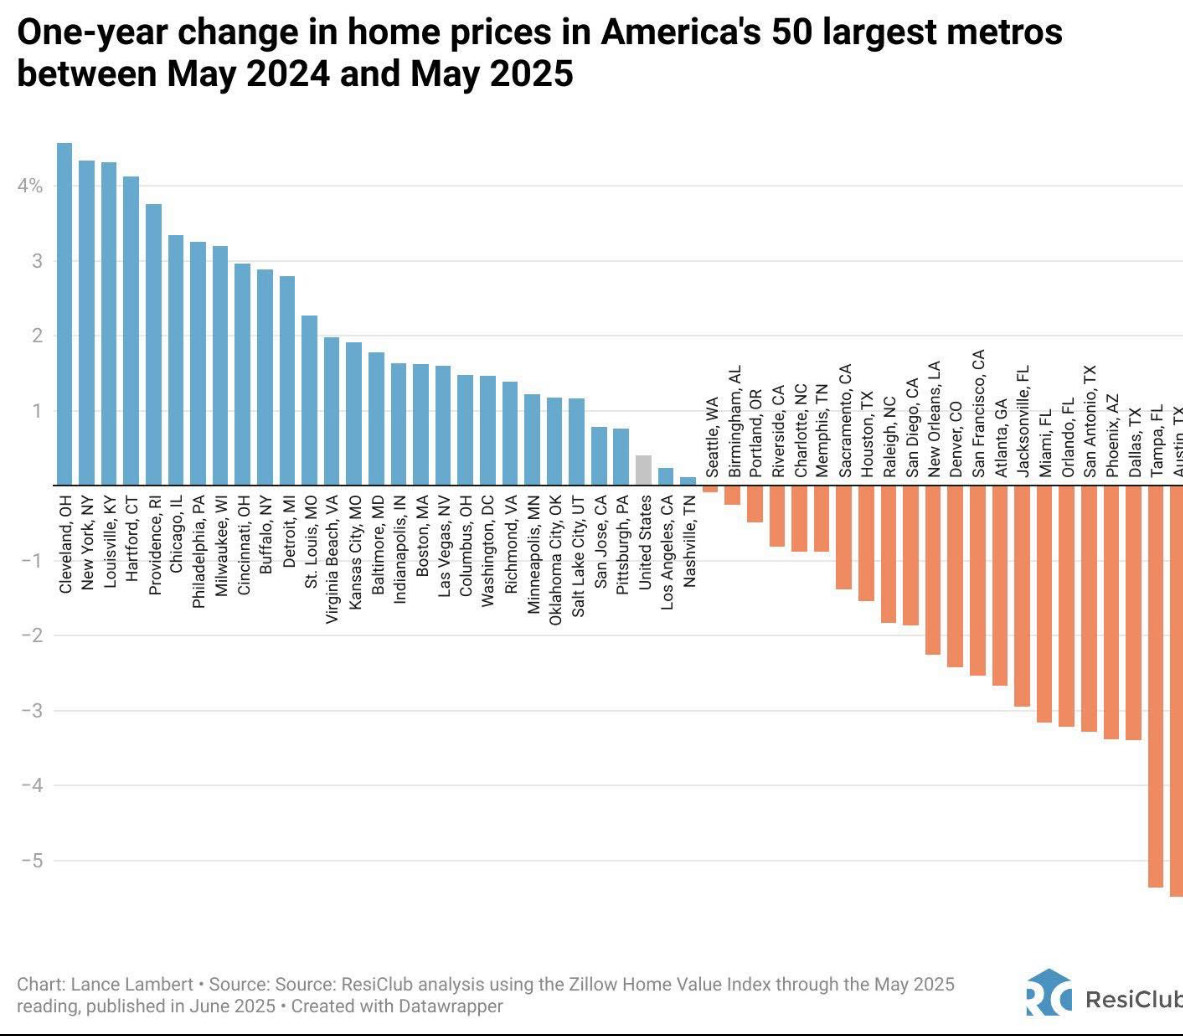 One-year change in home prices in America's 50 largest metros
between May 2024 and May 2025
4%
3
2
1
−1
−2
−3
−4
−5
Cleveland, OH
New York, NY
Louisville, KY
Hartford, CT
Providence, RI
Chicago, IL
Philadelphia, PA
Milwaukee, WI
Cincinnati, OH
Buffalo, NY
Detroit, MI
St. Louis, MO
Virginia Beach, VA
Kansas City, MO
Baltimore, MD
Indianapolis, IN
Boston, MA
Las Vegas, NV
Columbus, OH
Washington, DC
Richmond, VA
Minneapolis, MN
Oklahoma City, OK
Salt Lake City, UT
San Jose, CA
Pittsburgh, PA
United States
Los Angeles, CA
Nashville, TN
Seattle, WA
Birmingham, AL
Portland, OR
Riverside, CA
Charlotte, NC
Memphis, TN
Sacramento, CA
Houston, TX
Raleigh, NC
San Diego, CA
New Orleans, LA
Denver, CO
San Francisco, CA
Atlanta, GA
Jacksonville, FL
Miami, FL
Orlando, FL
San Antonio, TX
Phoenix, AZ
Dallas, TX
Tampa, FL
Austin, TX
Chart: Lance Lambert • Source: Source: ResiClub analysis using the Zillow Home Value Index through the May 2025
reading, published in June 2025 • Created with Datawrapper
RC ResiClub